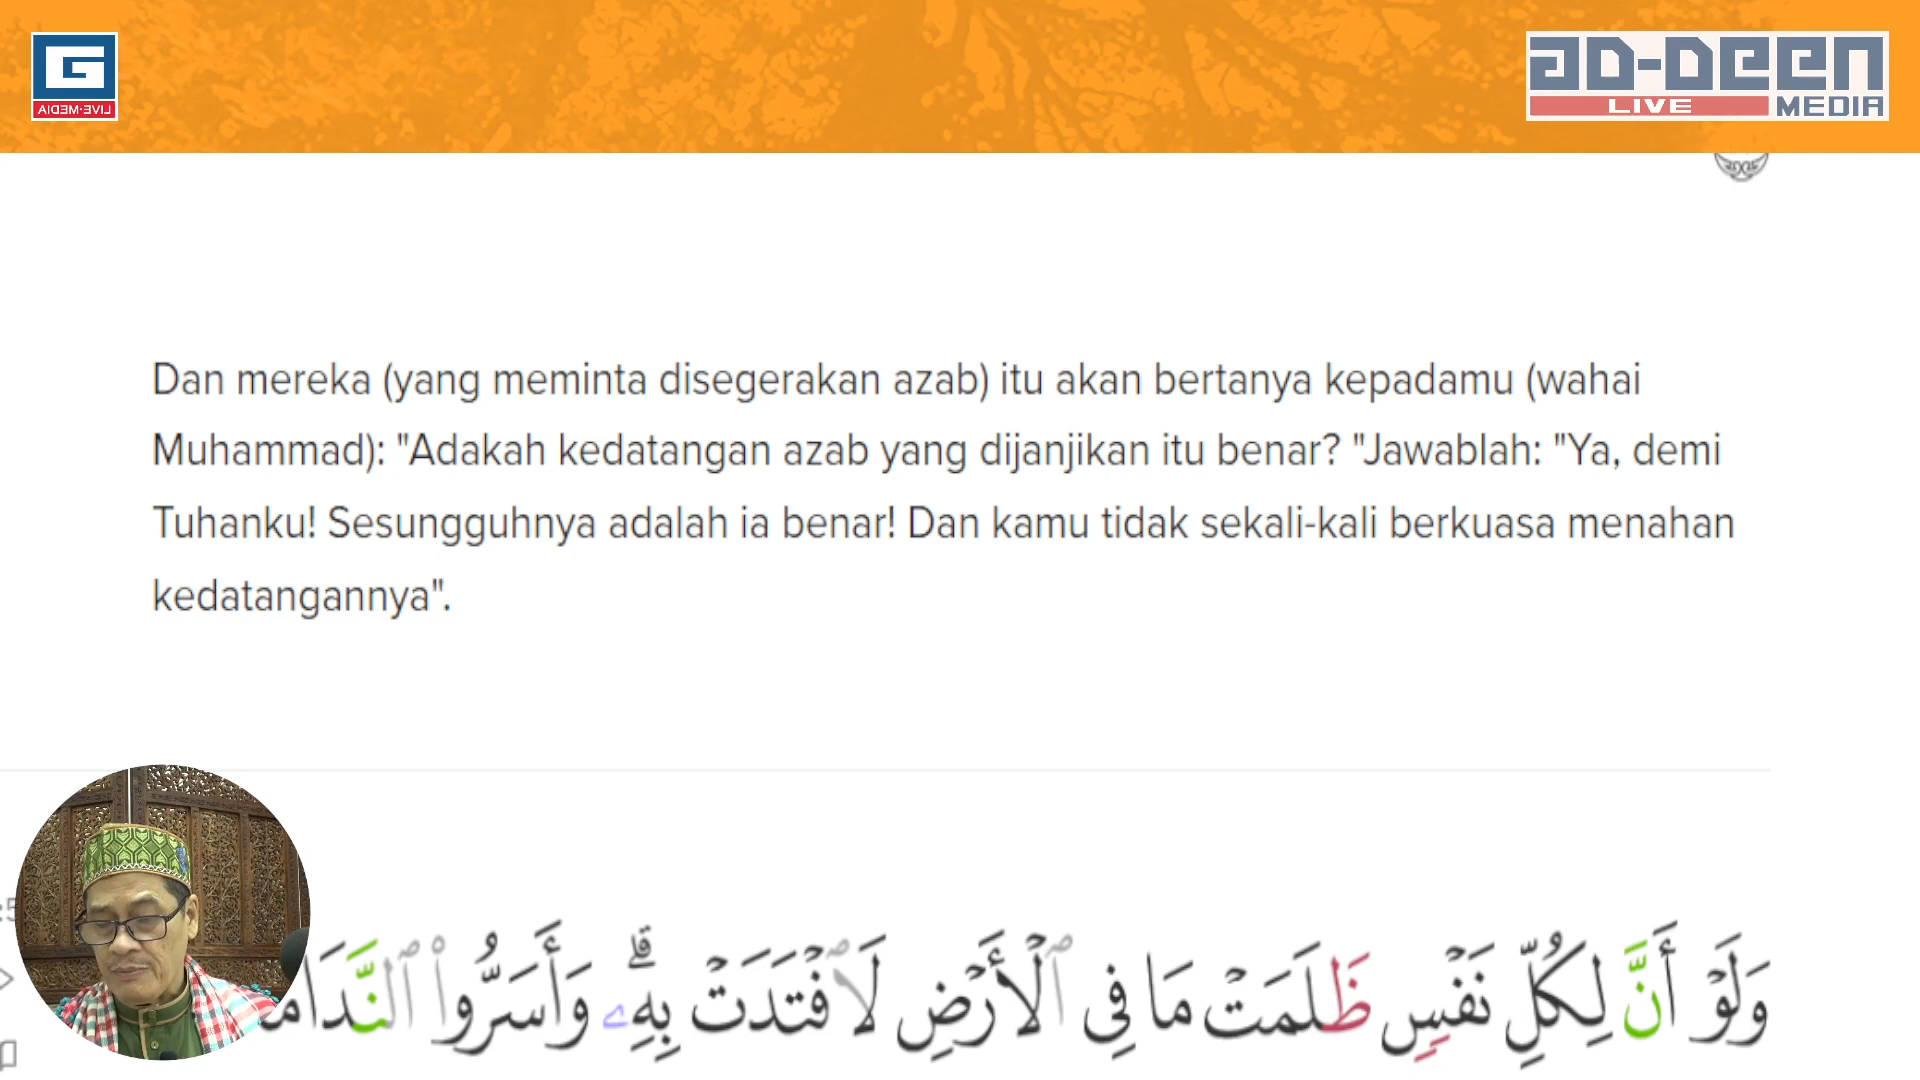 G
LIVE·MEDIA
AD-DEEN
LIVE MEDIA
Dan mereka (yang meminta disegerakan azab) itu akan bertanya kepadamu (wahai
Muhammad): "Adakah kedatangan azab yang dijanjikan itu benar? "Jawablah: "Ya, demi
Tuhanku! Sesungguhnya adalah ia benar! Dan kamu tidak sekali-kali berkuasa menahan
kedatangannya".
وَلَوْ أَنَّ لِكُلِّ نَفْسٍ ظَلَمَتْ مَا فِى ٱلْأَرْضِ لَٱفْتَدَتْ بِهِۦ ۗ وَأَسَرُّوا۟